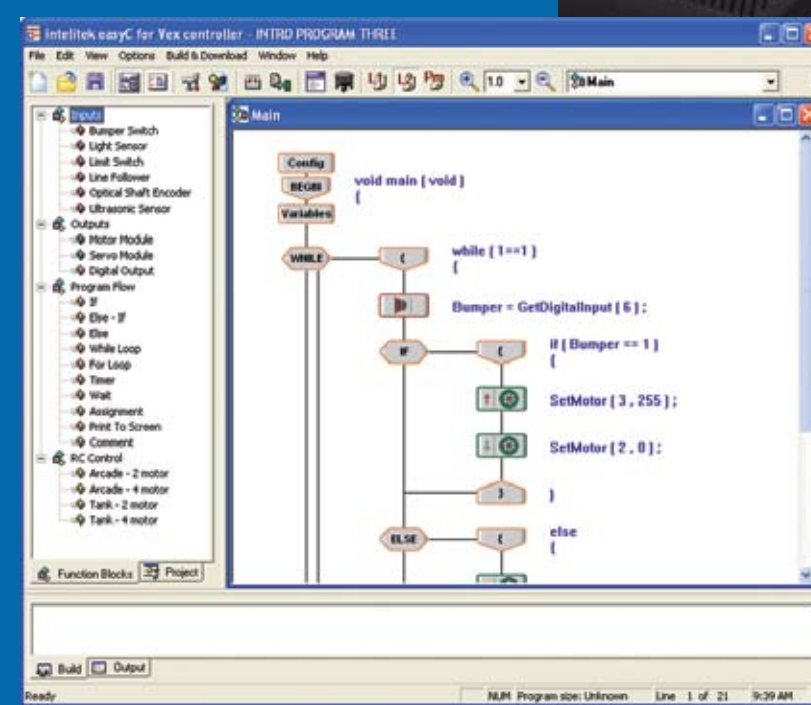 intelitek easyC for Vex controller - INTRO PROGRAM THREE
File Edit View Options Build & Download Window Help
1.0 Main
Inputs
Bumper Switch
Light Sensor
Limit Switch
Line Follower
Optical Shaft Encoder
Ultrasonic Sensor
Outputs
Motor Module
Servo Module
Digital Output
Program Flow
If
Else - If
Else
While Loop
For Loop
Timer
Wait
Assignment
Print To Screen
Comment
RC Control
Arcade - 2 motor
Arcade - 4 motor
Tank - 2 motor
Tank - 4 motor
Function Blocks Project
Main
Config
BEGIN void main ( void )
{
Variables
WHILE { while ( 1==1 )
{
Bumper = GetDigitalInput ( 6 ) ;
IF { if ( Bumper == 1 )
{
SetMotor ( 3 , 255 ) ;
SetMotor ( 2 , 0 ) ;
} }
ELSE { else
{
Build Output
Ready NUM Program size: Unknown Line 1 of 21 9:39 AM